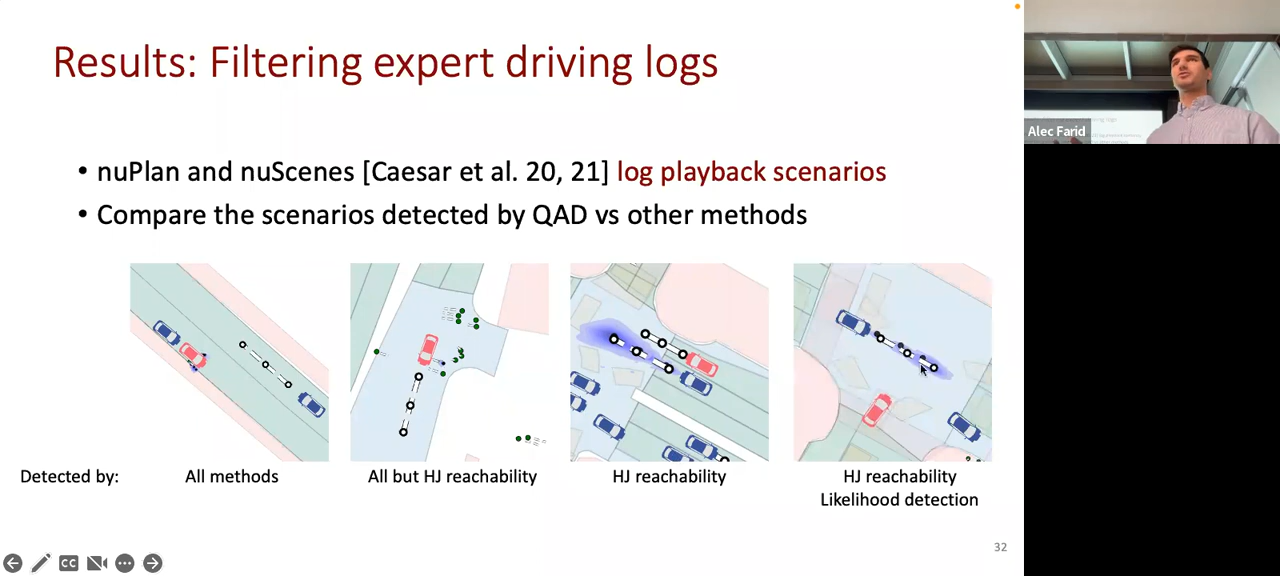 Results: Filtering expert driving logs
• nuPlan and nuScenes [Caesar et al. 20, 21] log playback scenarios
• Compare the scenarios detected by QAD vs other methods
Detected by:
All methods
All but HJ reachability
HJ reachability
HJ reachability
Likelihood detection
32
CC
Alec Farid